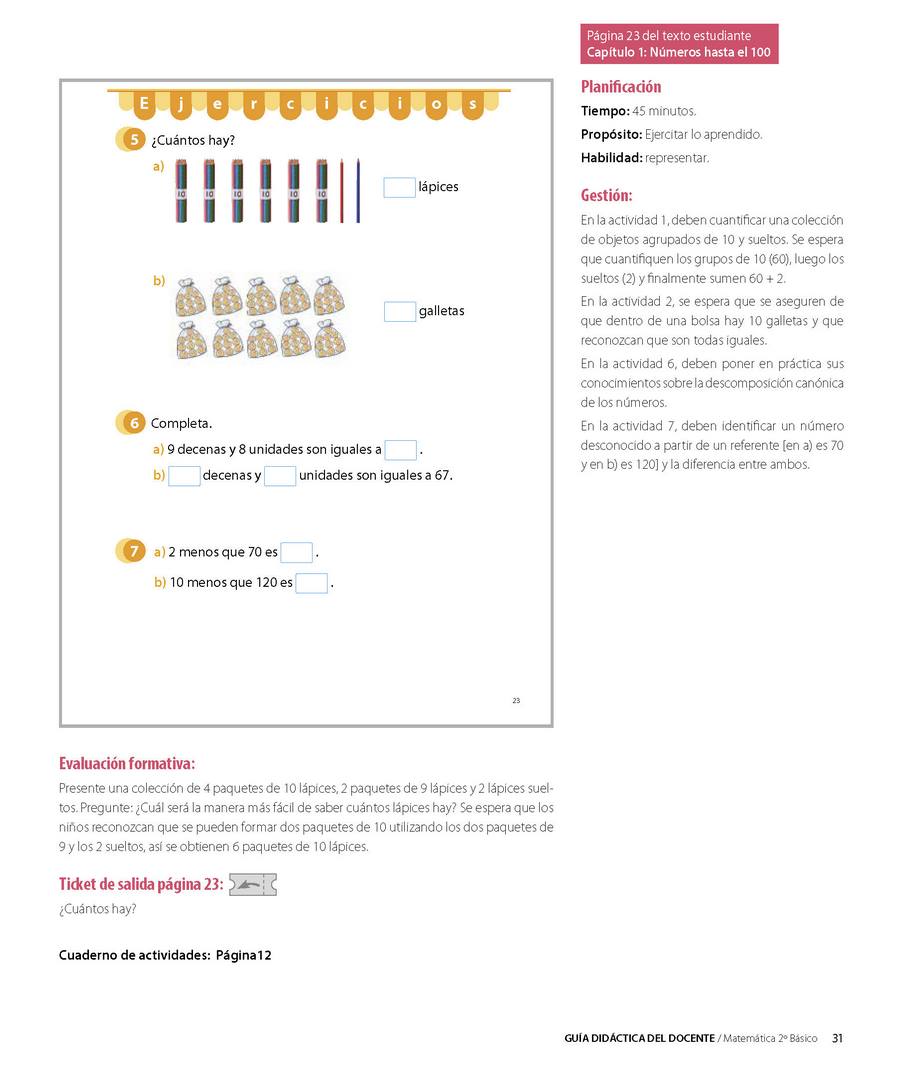 Página 23 del texto estudiante
Capítulo 1: Números hasta el 100
Ejercicios
5 ¿Cuántos hay?
a)
10 10 10 10 10 10
lápices
b)
galletas
6 Completa.
a) 9 decenas y 8 unidades son iguales a .
b) decenas y unidades son iguales a 67.
7 a) 2 menos que 70 es .
b) 10 menos que 120 es .
23
Planificación
Tiempo: 45 minutos.
Propósito: Ejercitar lo aprendido.
Habilidad: representar.
Gestión:
En la actividad 1, deben cuantificar una colección
de objetos agrupados de 10 y sueltos. Se espera
que cuantifiquen los grupos de 10 (60), luego los
sueltos (2) y finalmente sumen 60 + 2.
En la actividad 2, se espera que se aseguren de
que dentro de una bolsa hay 10 galletas y que
reconozcan que son todas iguales.
En la actividad 6, deben poner en práctica sus
conocimientos sobre la descomposición canónica
de los números.
En la actividad 7, deben identificar un número
desconocido a partir de un referente [en a) es 70
y en b) es 120] y la diferencia entre ambos.
Evaluación formativa:
Presente una colección de 4 paquetes de 10 lápices, 2 paquetes de 9 lápices y 2 lápices suel-
tos. Pregunte: ¿Cuál será la manera más fácil de saber cuántos lápices hay? Se espera que los
niños reconozcan que se pueden formar dos paquetes de 10 utilizando los dos paquetes de
9 y los 2 sueltos, así se obtienen 6 paquetes de 10 lápices.
Ticket de salida página 23:
¿Cuántos hay?
Cuaderno de actividades: Página12
GUÍA DIDÁCTICA DEL DOCENTE / Matemática 2º Básico 31